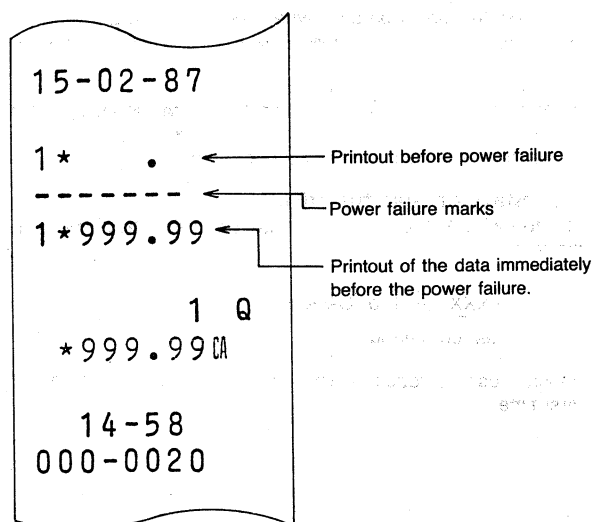 15-02-87
1* .
Printout before power failure
- - - - - - -
Power failure marks
1*999.99
Printout of the data immediately
before the power failure.
1 Q
*999.99CA
14-58
000-0020